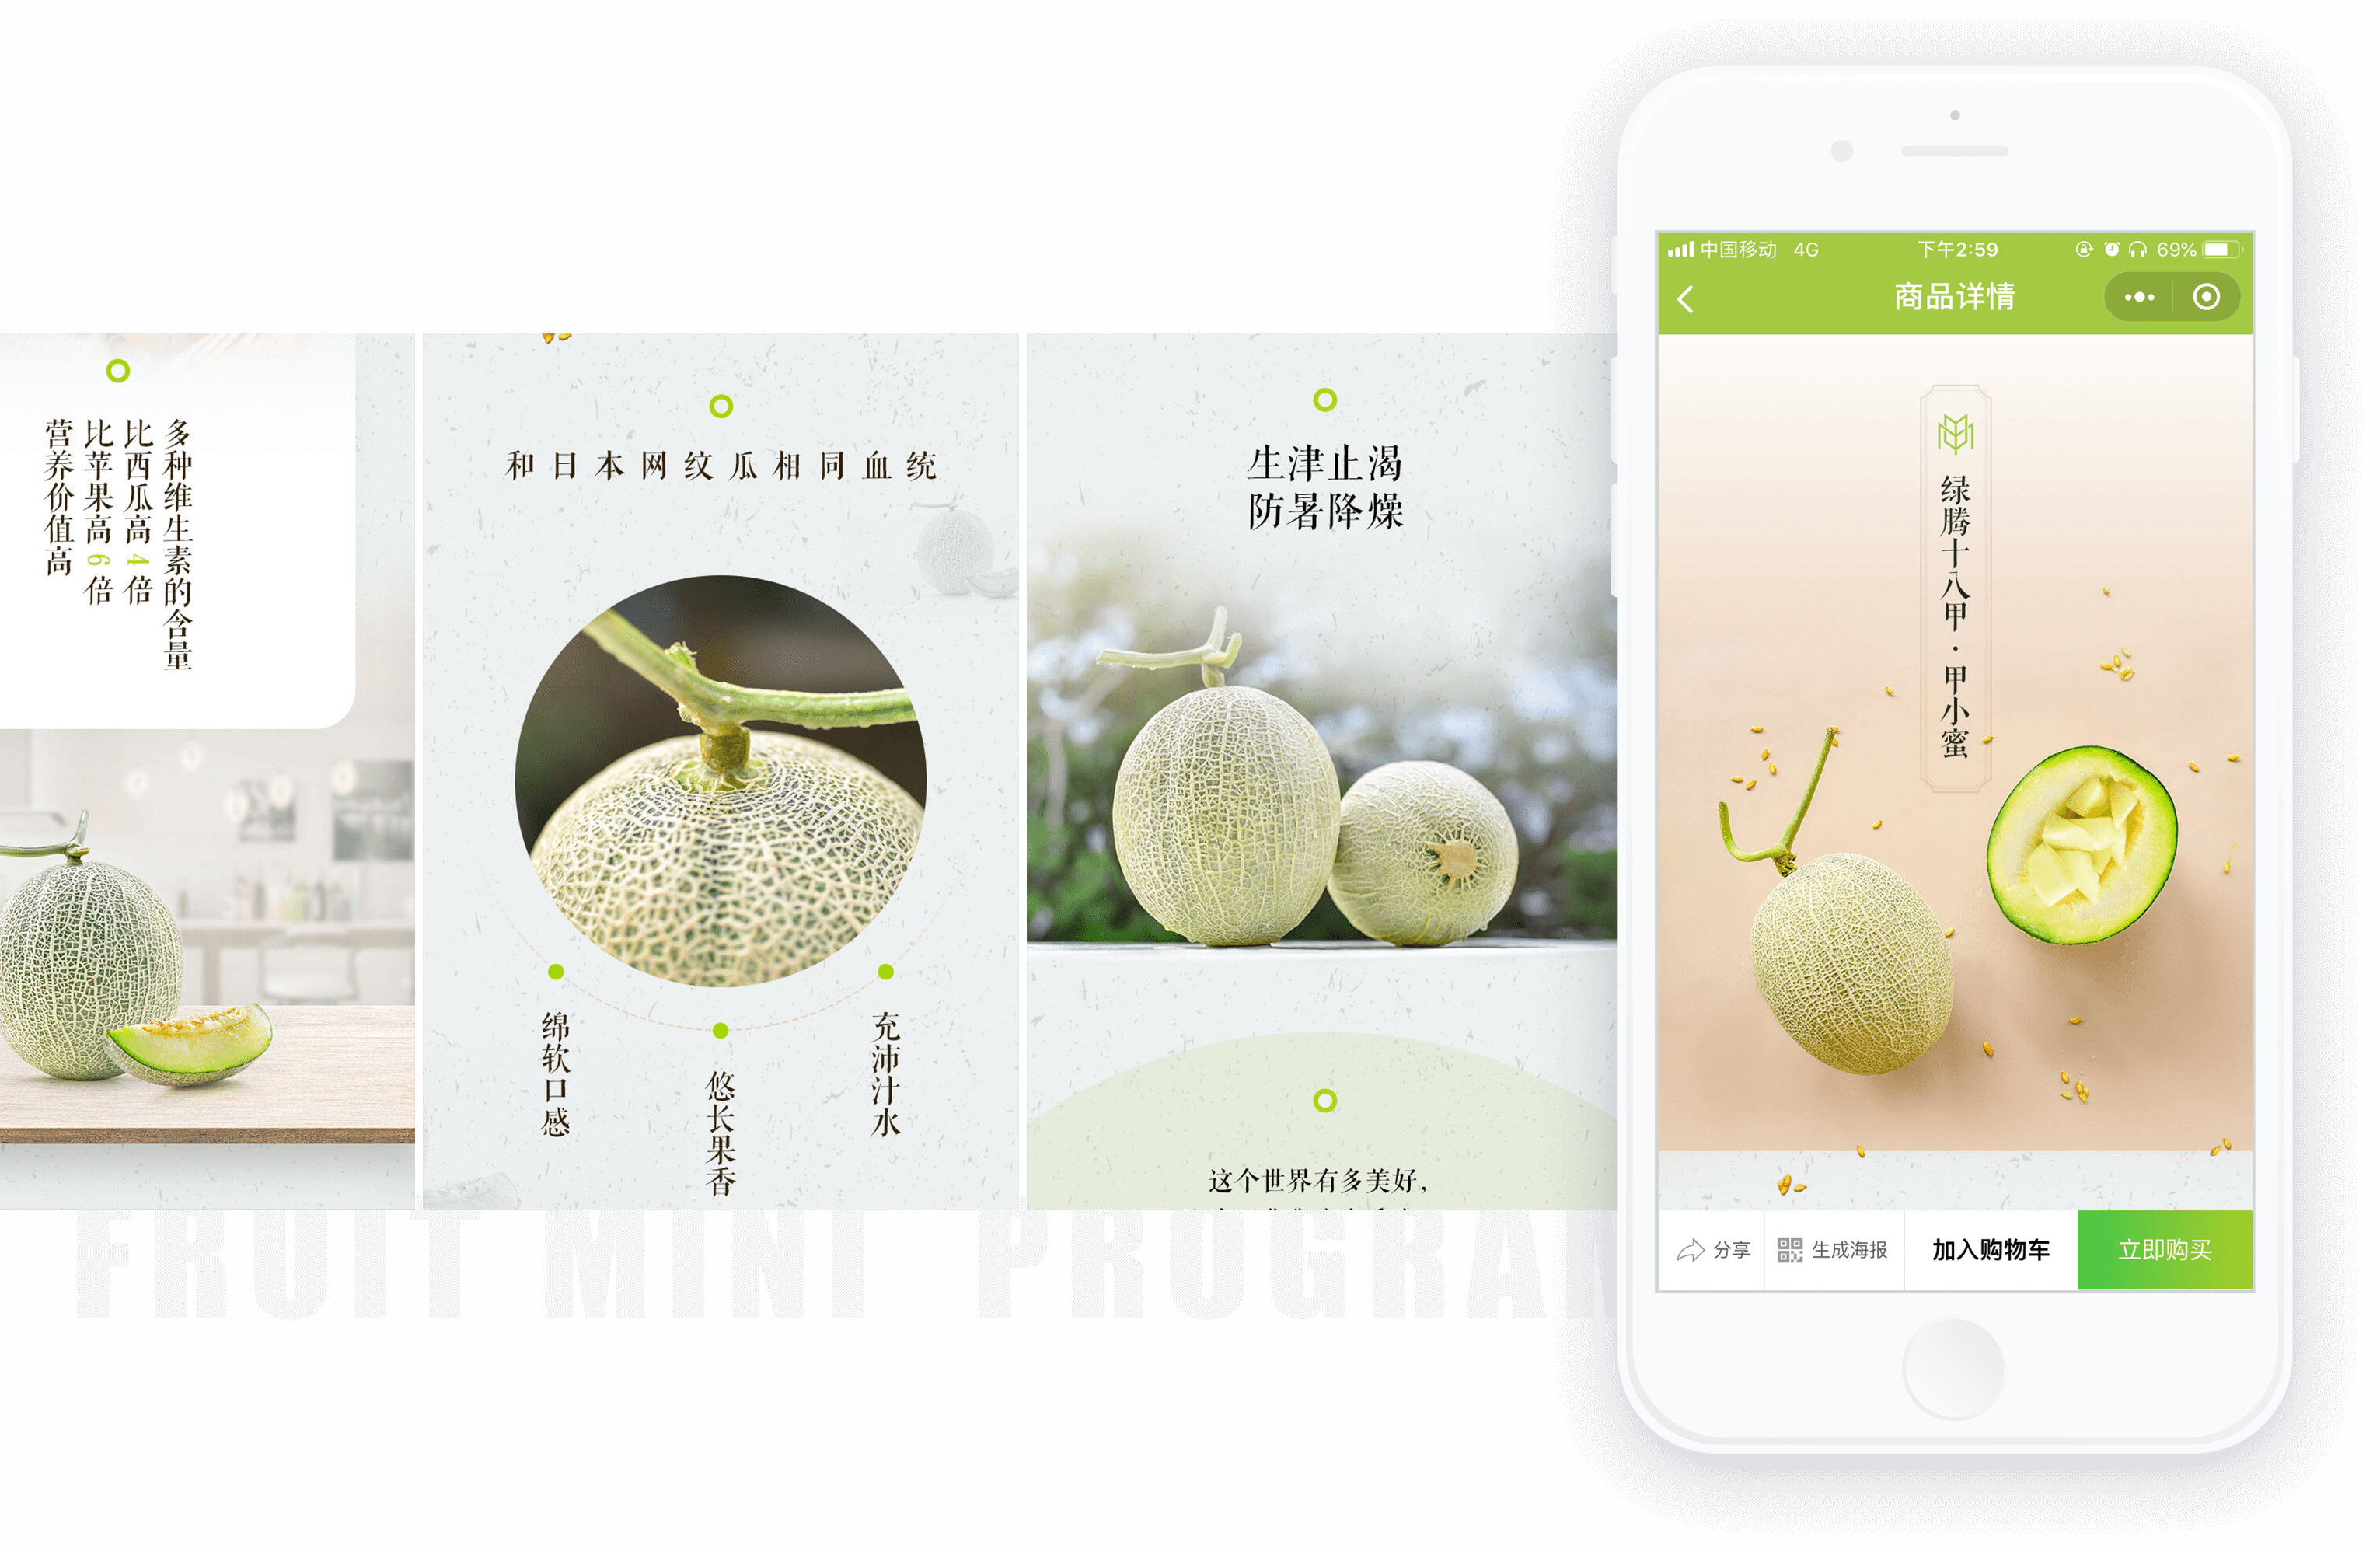 多种维生素的含量
比西瓜高4倍
比苹果高6倍
营养价值高
和日本网纹瓜相同血统
绵软口感
悠长果香
充沛汁水
生津止渴
防暑降燥
这个世界有多美好，
中国移动 4G 下午2:59 69%
商品详情
绿腾十八甲·甲小蜜
分享 生成海报 加入购物车 立即购买
FRUIT MINI PROGRAM